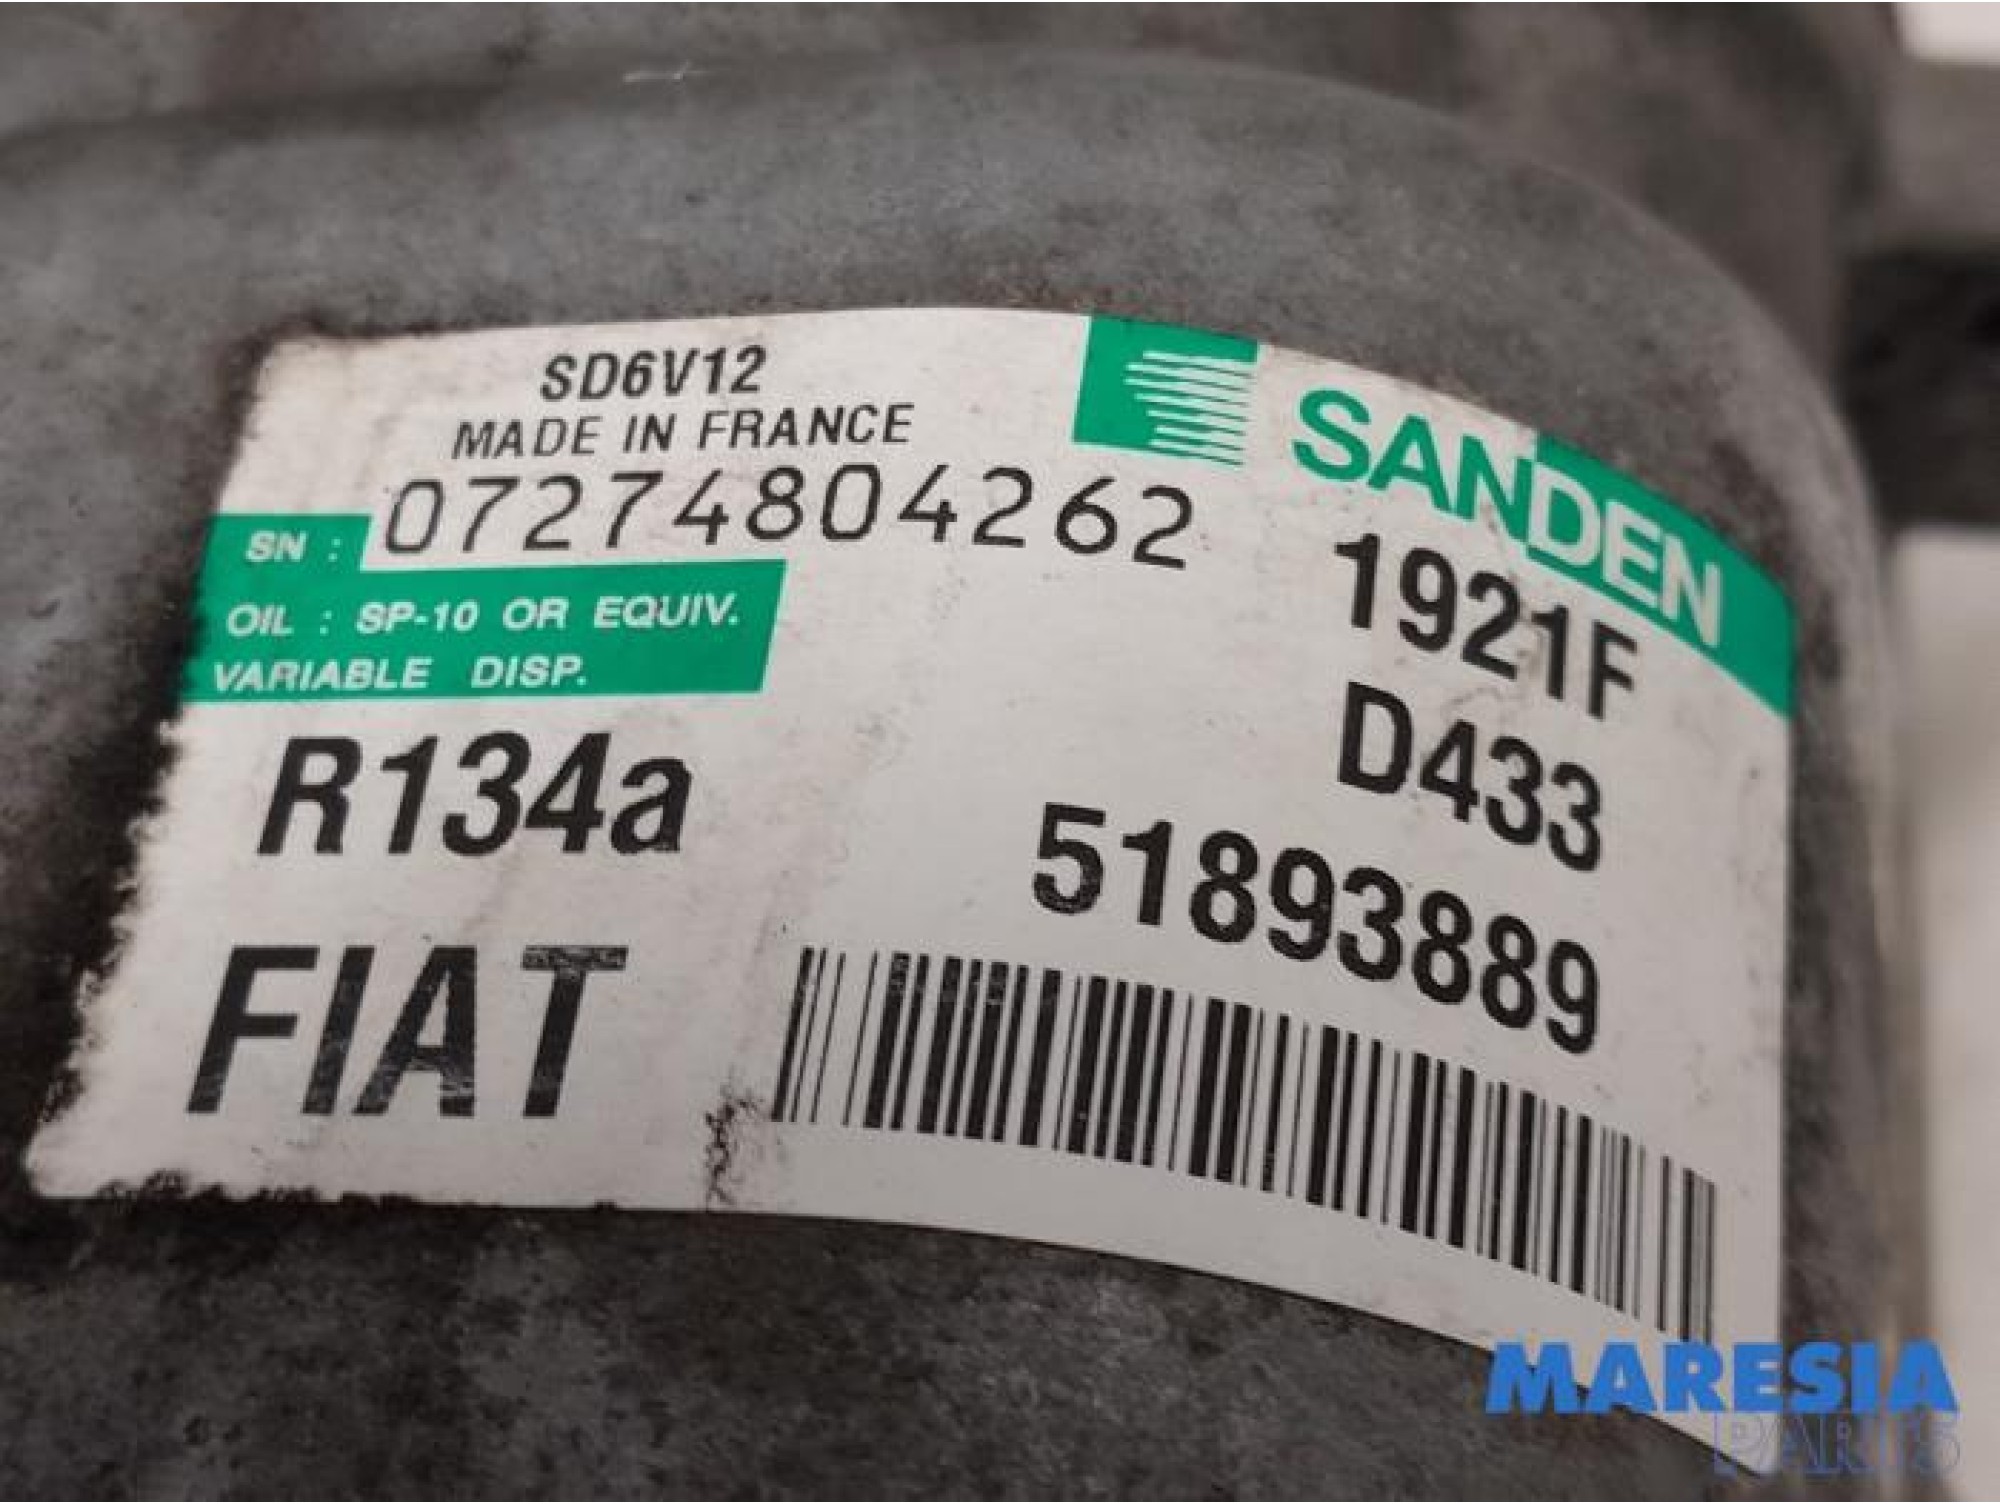 SD6V12
MADE IN FRANCE
SANDEN
SN : 07274804262
OIL : SP-10 OR EQUIV.
VARIABLE DISP.
1921F
D433
R134a
51893889
FIAT
MARESIA
PARTS